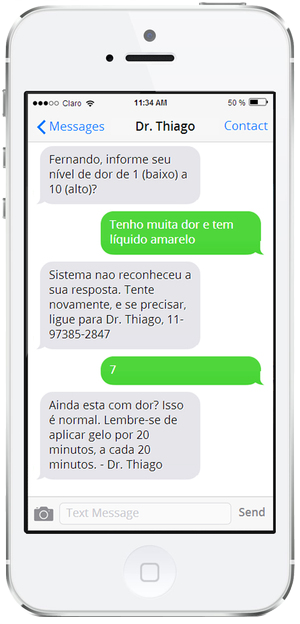 Claro 11:34 AM 50 %
Messages Dr. Thiago Contact
Fernando, informe seu
nível de dor de 1 (baixo) a
10 (alto)?
Tenho muita dor e tem
líquido amarelo
Sistema nao reconheceu a
sua resposta. Tente
novamente, e se precisar,
ligue para Dr. Thiago, 11-
97385-2847
7
Ainda esta com dor? Isso
é normal. Lembre-se de
aplicar gelo por 20
minutos, a cada 20
minutos. - Dr. Thiago
Text Message Send